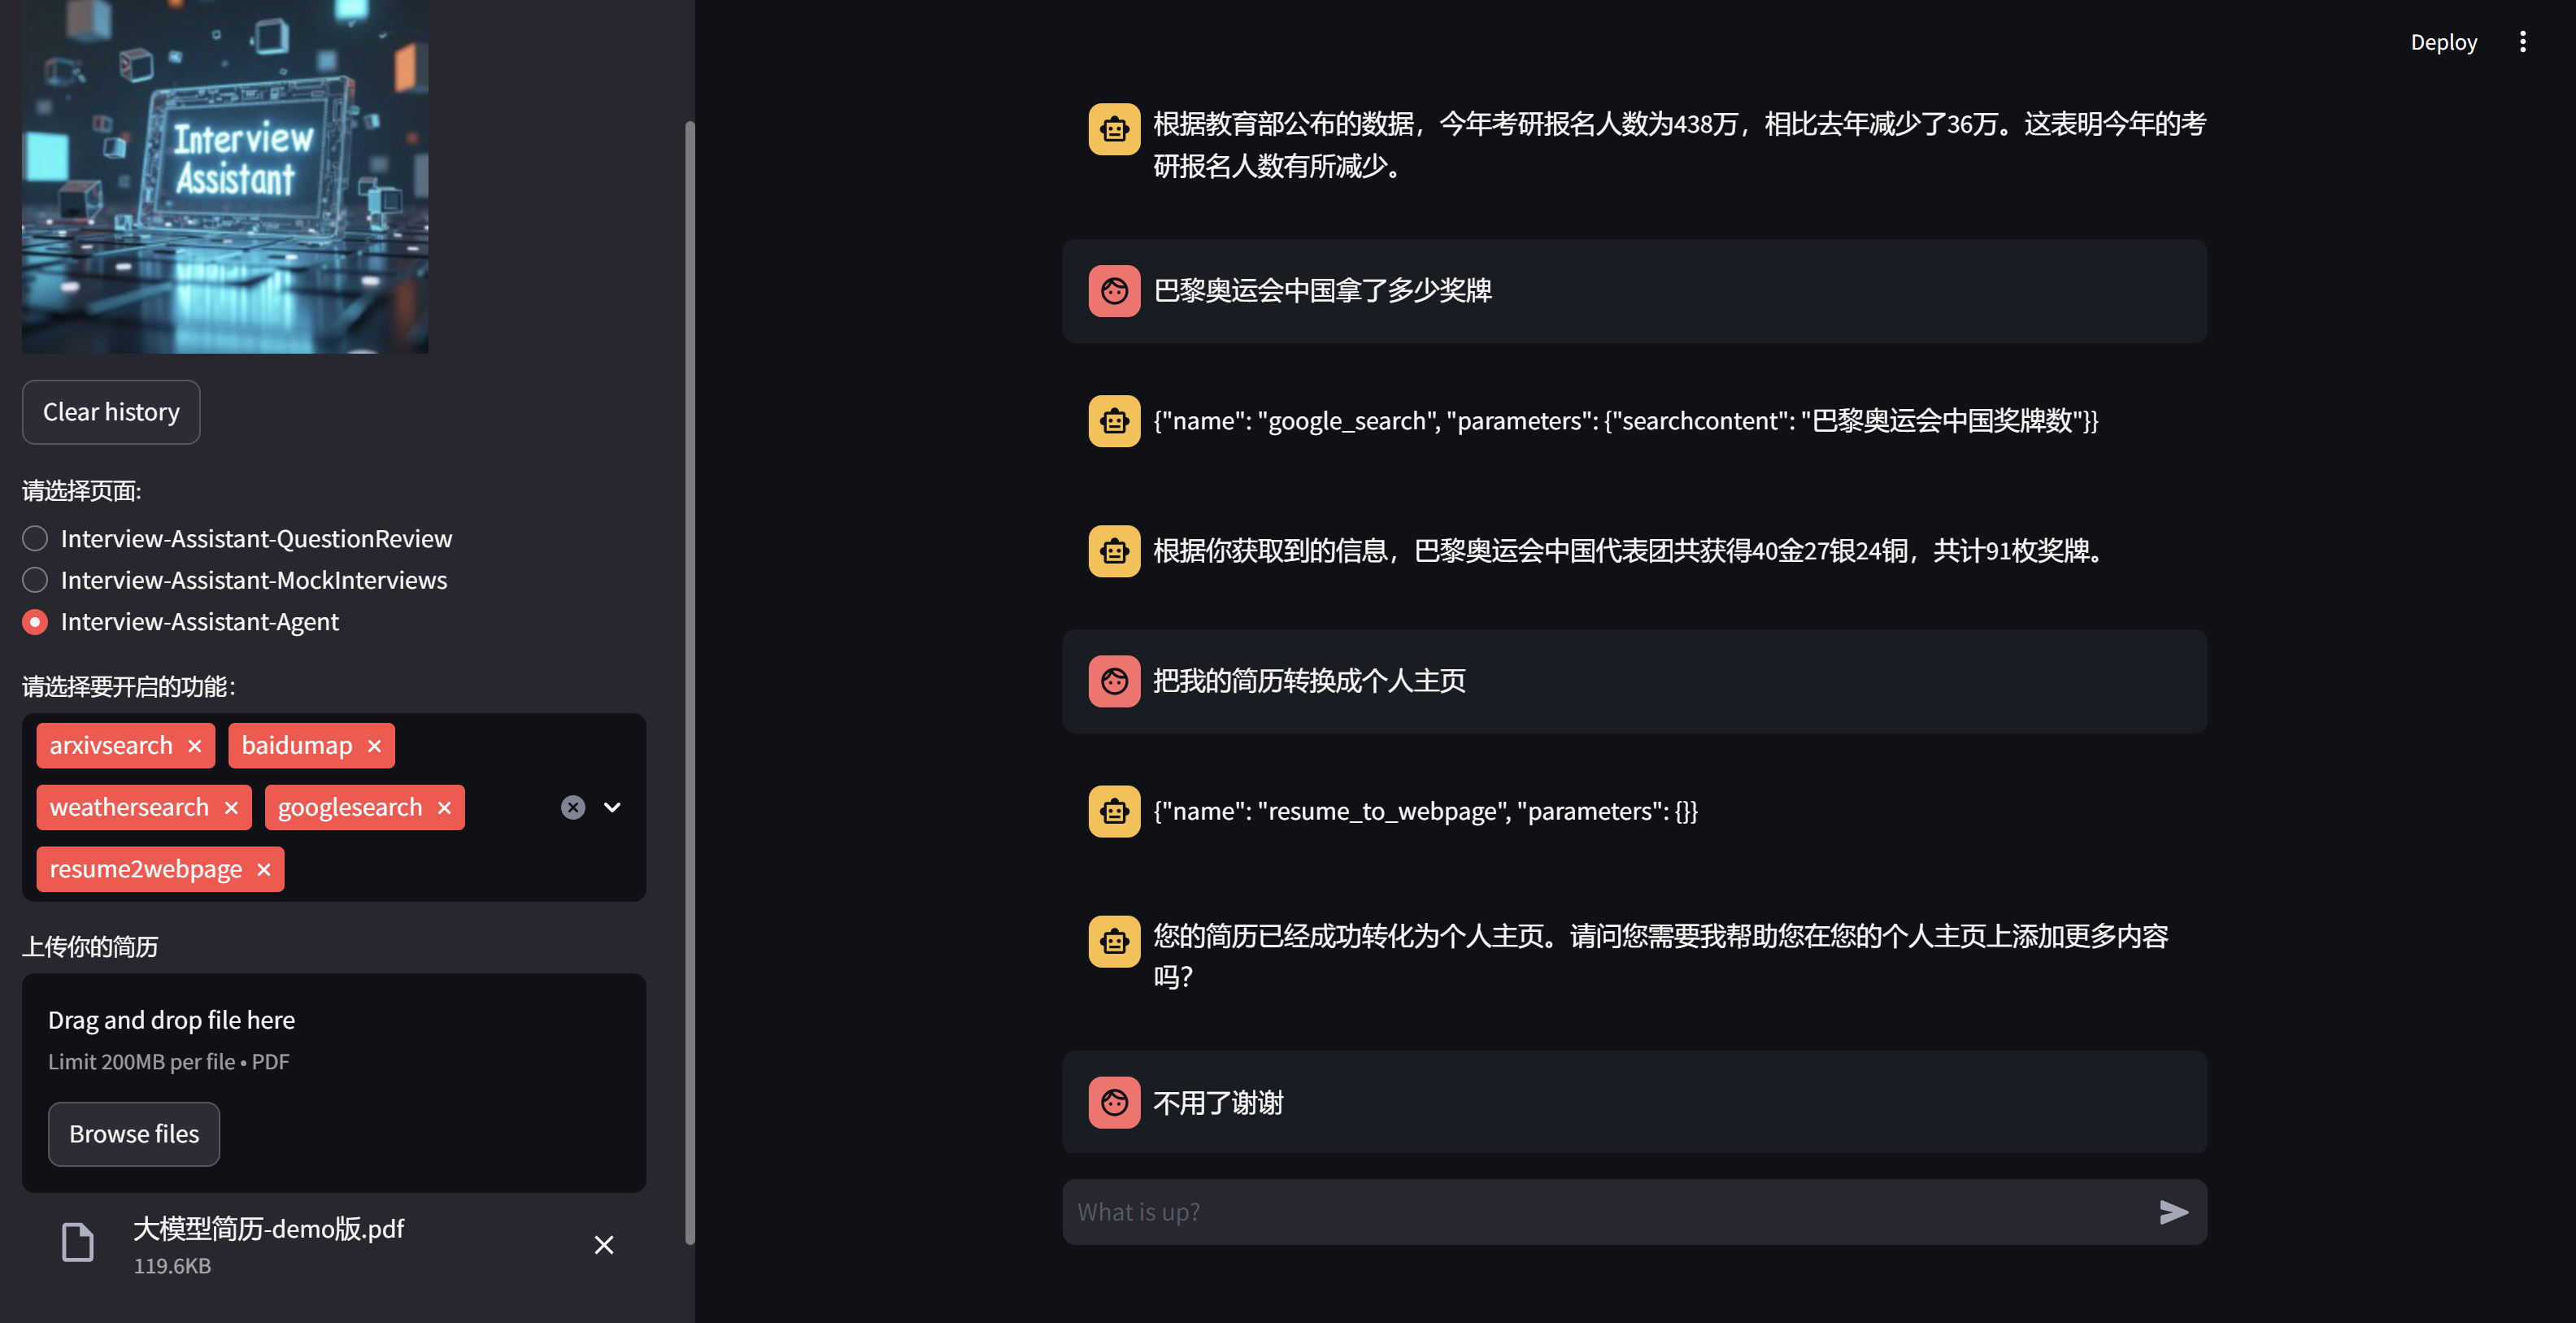 Interview
Assistant
Clear history
请选择页面:
Interview-Assistant-QuestionReview
Interview-Assistant-MockInterviews
Interview-Assistant-Agent
请选择要开启的功能:
arxivsearch
baidumap
weathersearch
googlesearch
resume2webpage
上传你的简历
Drag and drop file here
Limit 200MB per file • PDF
Browse files
大模型简历-demo版.pdf
119.6KB
Deploy
根据教育部公布的数据，今年考研报名人数为438万，相比去年减少了36万。这表明今年的考
研报名人数有所减少。
巴黎奥运会中国拿了多少奖牌
{"name": "google_search", "parameters": {"searchcontent": "巴黎奥运会中国奖牌数"}}
根据你获取到的信息，巴黎奥运会中国代表团共获得40金27银24铜，共计91枚奖牌。
把我的简历转换成个人主页
{"name": "resume_to_webpage", "parameters": {}}
您的简历已经成功转化为个人主页。请问您需要我帮助您在您的个人主页上添加更多内容
吗？
不用了谢谢
What is up?